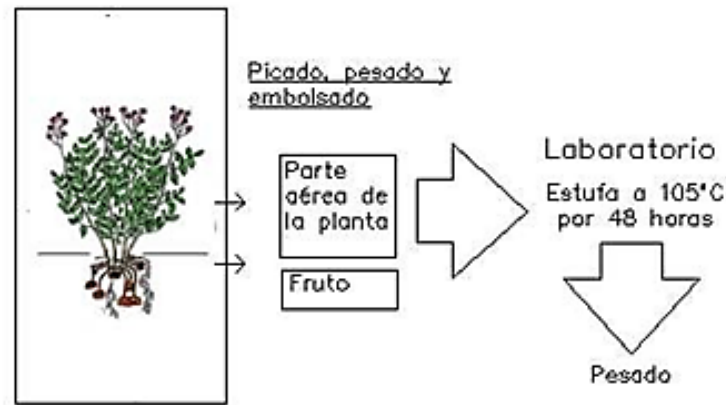 Picado, pesado y
embolsado
Parte
aérea de
la planta
Fruto
Laboratorio
Estufa a 105°C
por 48 horas
Pesado